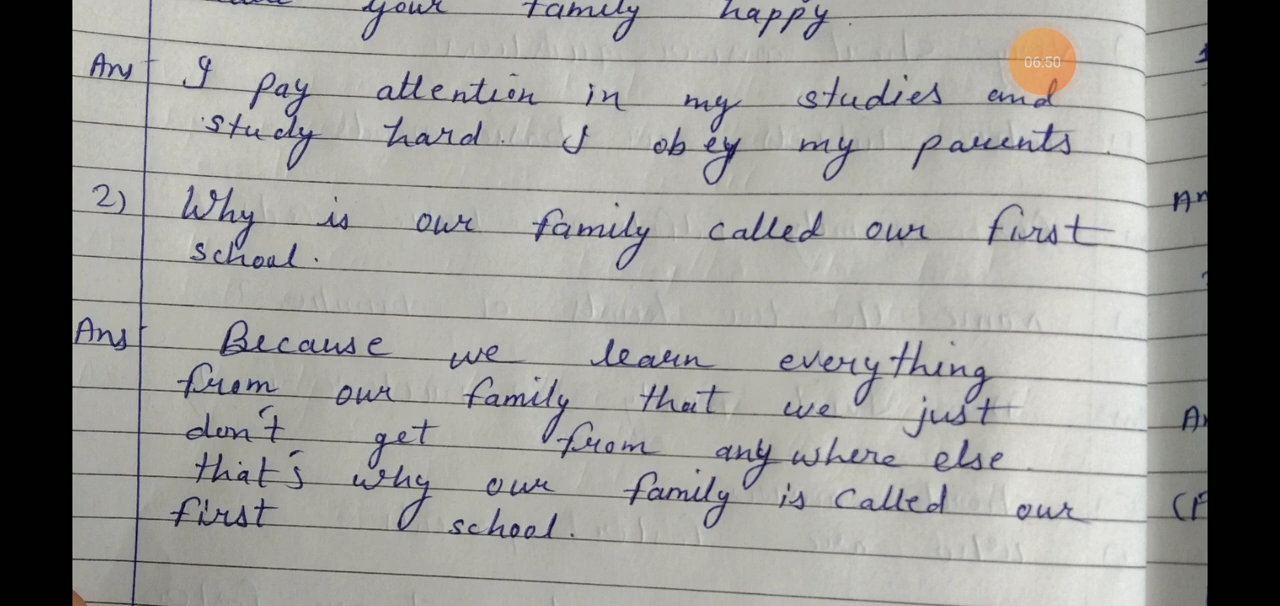 your family happy.
Ans I pay attention in my studies and
study hard. I obey my parents.
2) Why is our family called our first
school.
Ans Because we learn everything
from our family that we just
don't get from anywhere else
that's why our family is called our
first school.
06:50
An